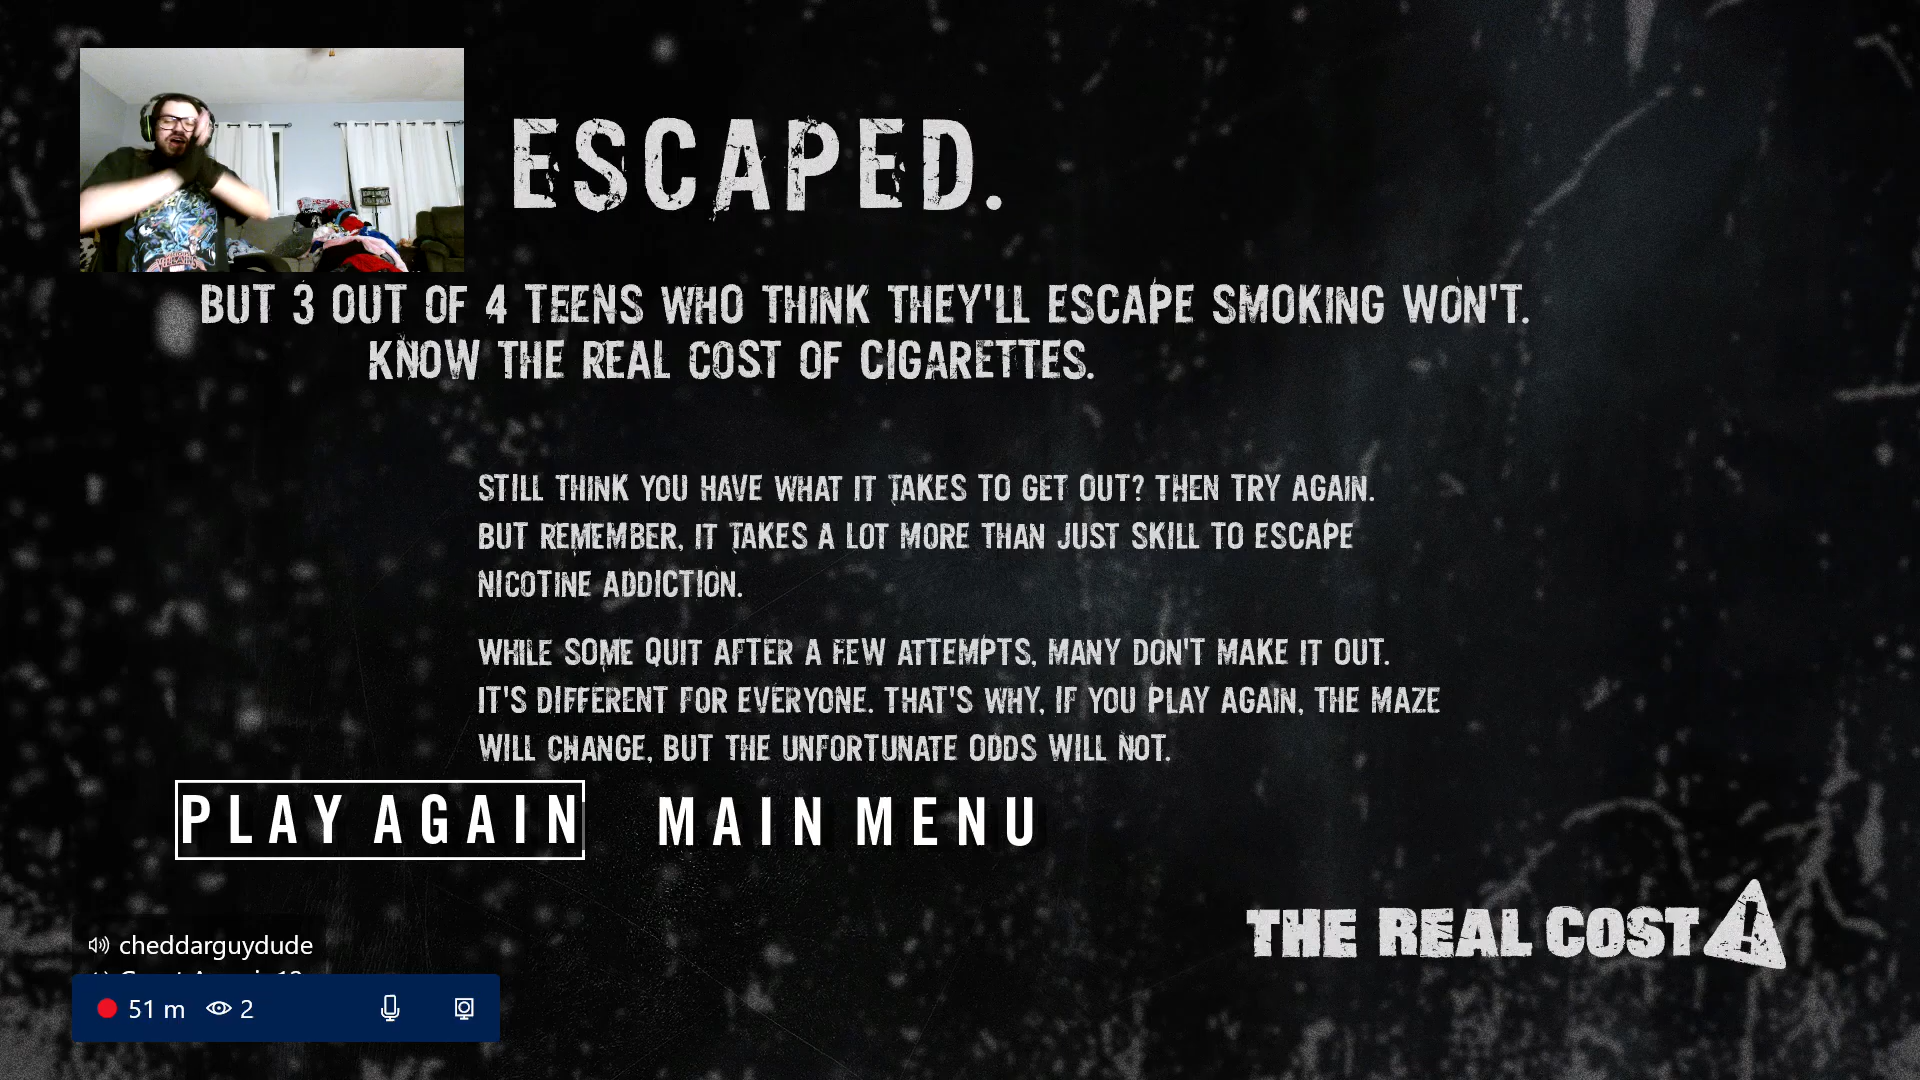 ESCAPED.
BUT 3 OUT OF 4 TEENS WHO THINK THEY'LL ESCAPE SMOKING WON'T.
KNOW THE REAL COST OF CIGARETTES.
STILL THINK YOU HAVE WHAT IT TAKES TO GET OUT? THEN TRY AGAIN.
BUT REMEMBER, IT TAKES A LOT MORE THAN JUST SKILL TO ESCAPE
NICOTINE ADDICTION.
WHILE SOME QUIT AFTER A FEW ATTEMPTS, MANY DON'T MAKE IT OUT.
IT'S DIFFERENT FOR EVERYONE. THAT'S WHY, IF YOU PLAY AGAIN, THE MAZE
WILL CHANGE, BUT THE UNFORTUNATE ODDS WILL NOT.
PLAY AGAIN MAIN MENU
THE REAL COST
cheddarguydude
51 m 2